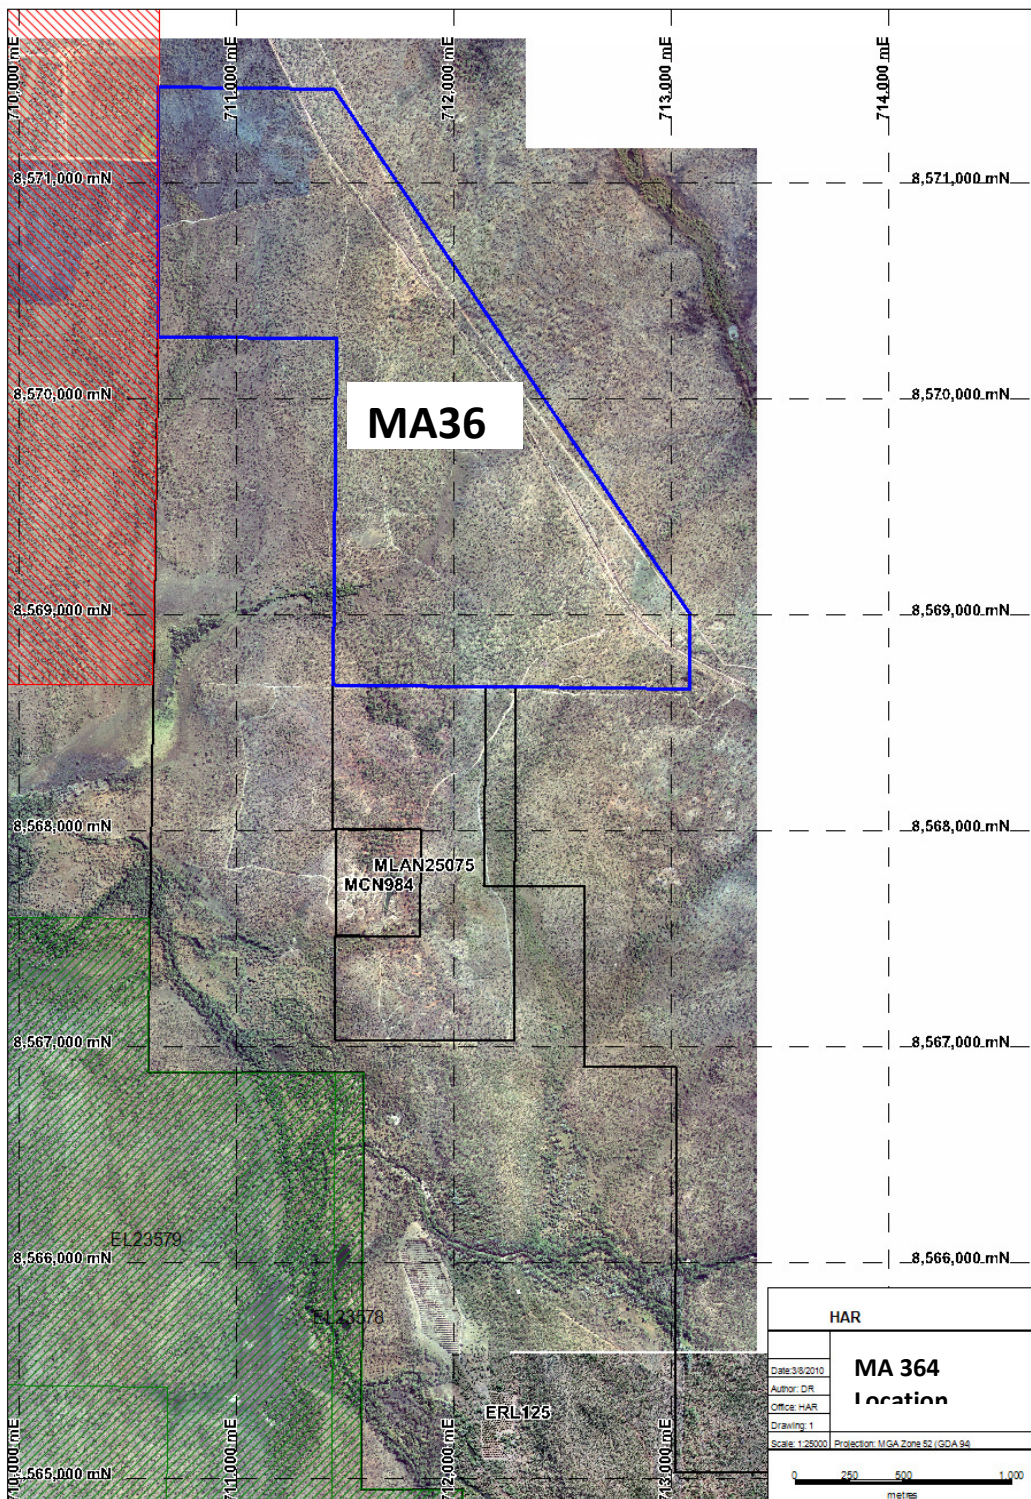 710,000 mE
711,000 mE
712,000 mE
713,000 mE
714,000 mE
8,571,000 mN
8,571,000 mN
8,570,000 mN
8,570,000 mN
MA36
8,569,000 mN
8,569,000 mN
8,568,000 mN
8,568,000 mN
MLAN25075
MCN984
8,567,000 mN
8,567,000 mN
EL23579
8,566,000 mN
8,566,000 mN
EL23578
ERL125
8,565,000 mN
710,000 mE
711,000 mE
712,000 mE
713,000 mE
HAR
MA 364
Location
Date:3/8/2010
Author: DR
Office: HAR
Drawing: 1
Scale: 1:25000
Projection: MGA Zone 52 (GDA 94)
0 250 500 1,000
metres